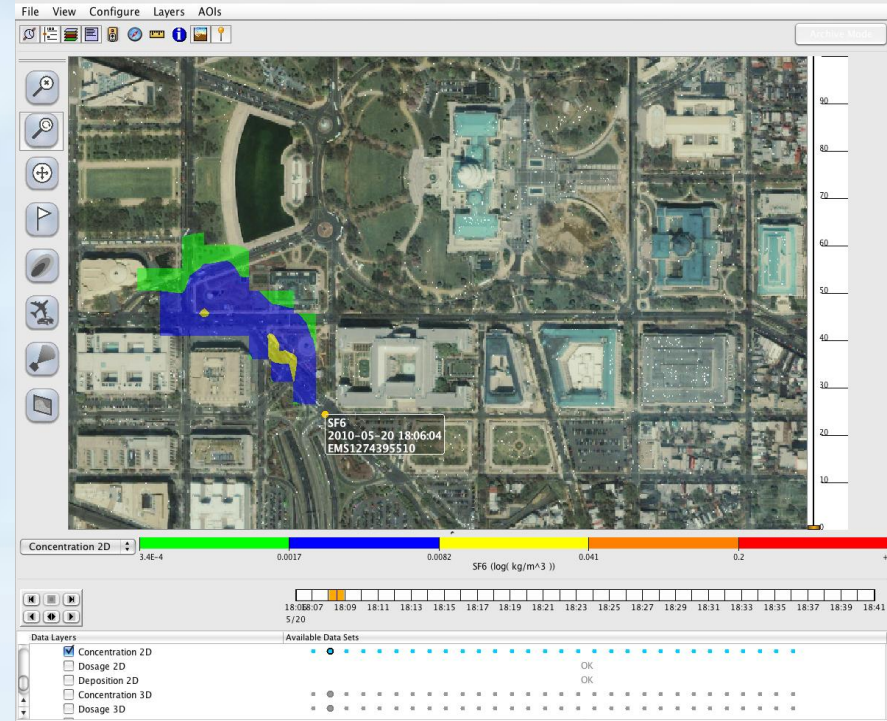 File View Configure Layers AOIs
Archive Mode
90
80
70
60
50
40
30
20
10
0
SF6
2010-05-20 18:06:04
EMS1274395510
Concentration 2D
3.4E-4 0.0017 0.0082 0.041 0.2 +
SF6 (log( kg/m^3 ))
18:06 18:07 18:09 18:11 18:13 18:15 18:17 18:19 18:21 18:23 18:25 18:27 18:29 18:31 18:33 18:35 18:37 18:39 18:41
5/20
Data Layers Available Data Sets
Concentration 2D
Dosage 2D OK
Deposition 2D OK
Concentration 3D
Dosage 3D